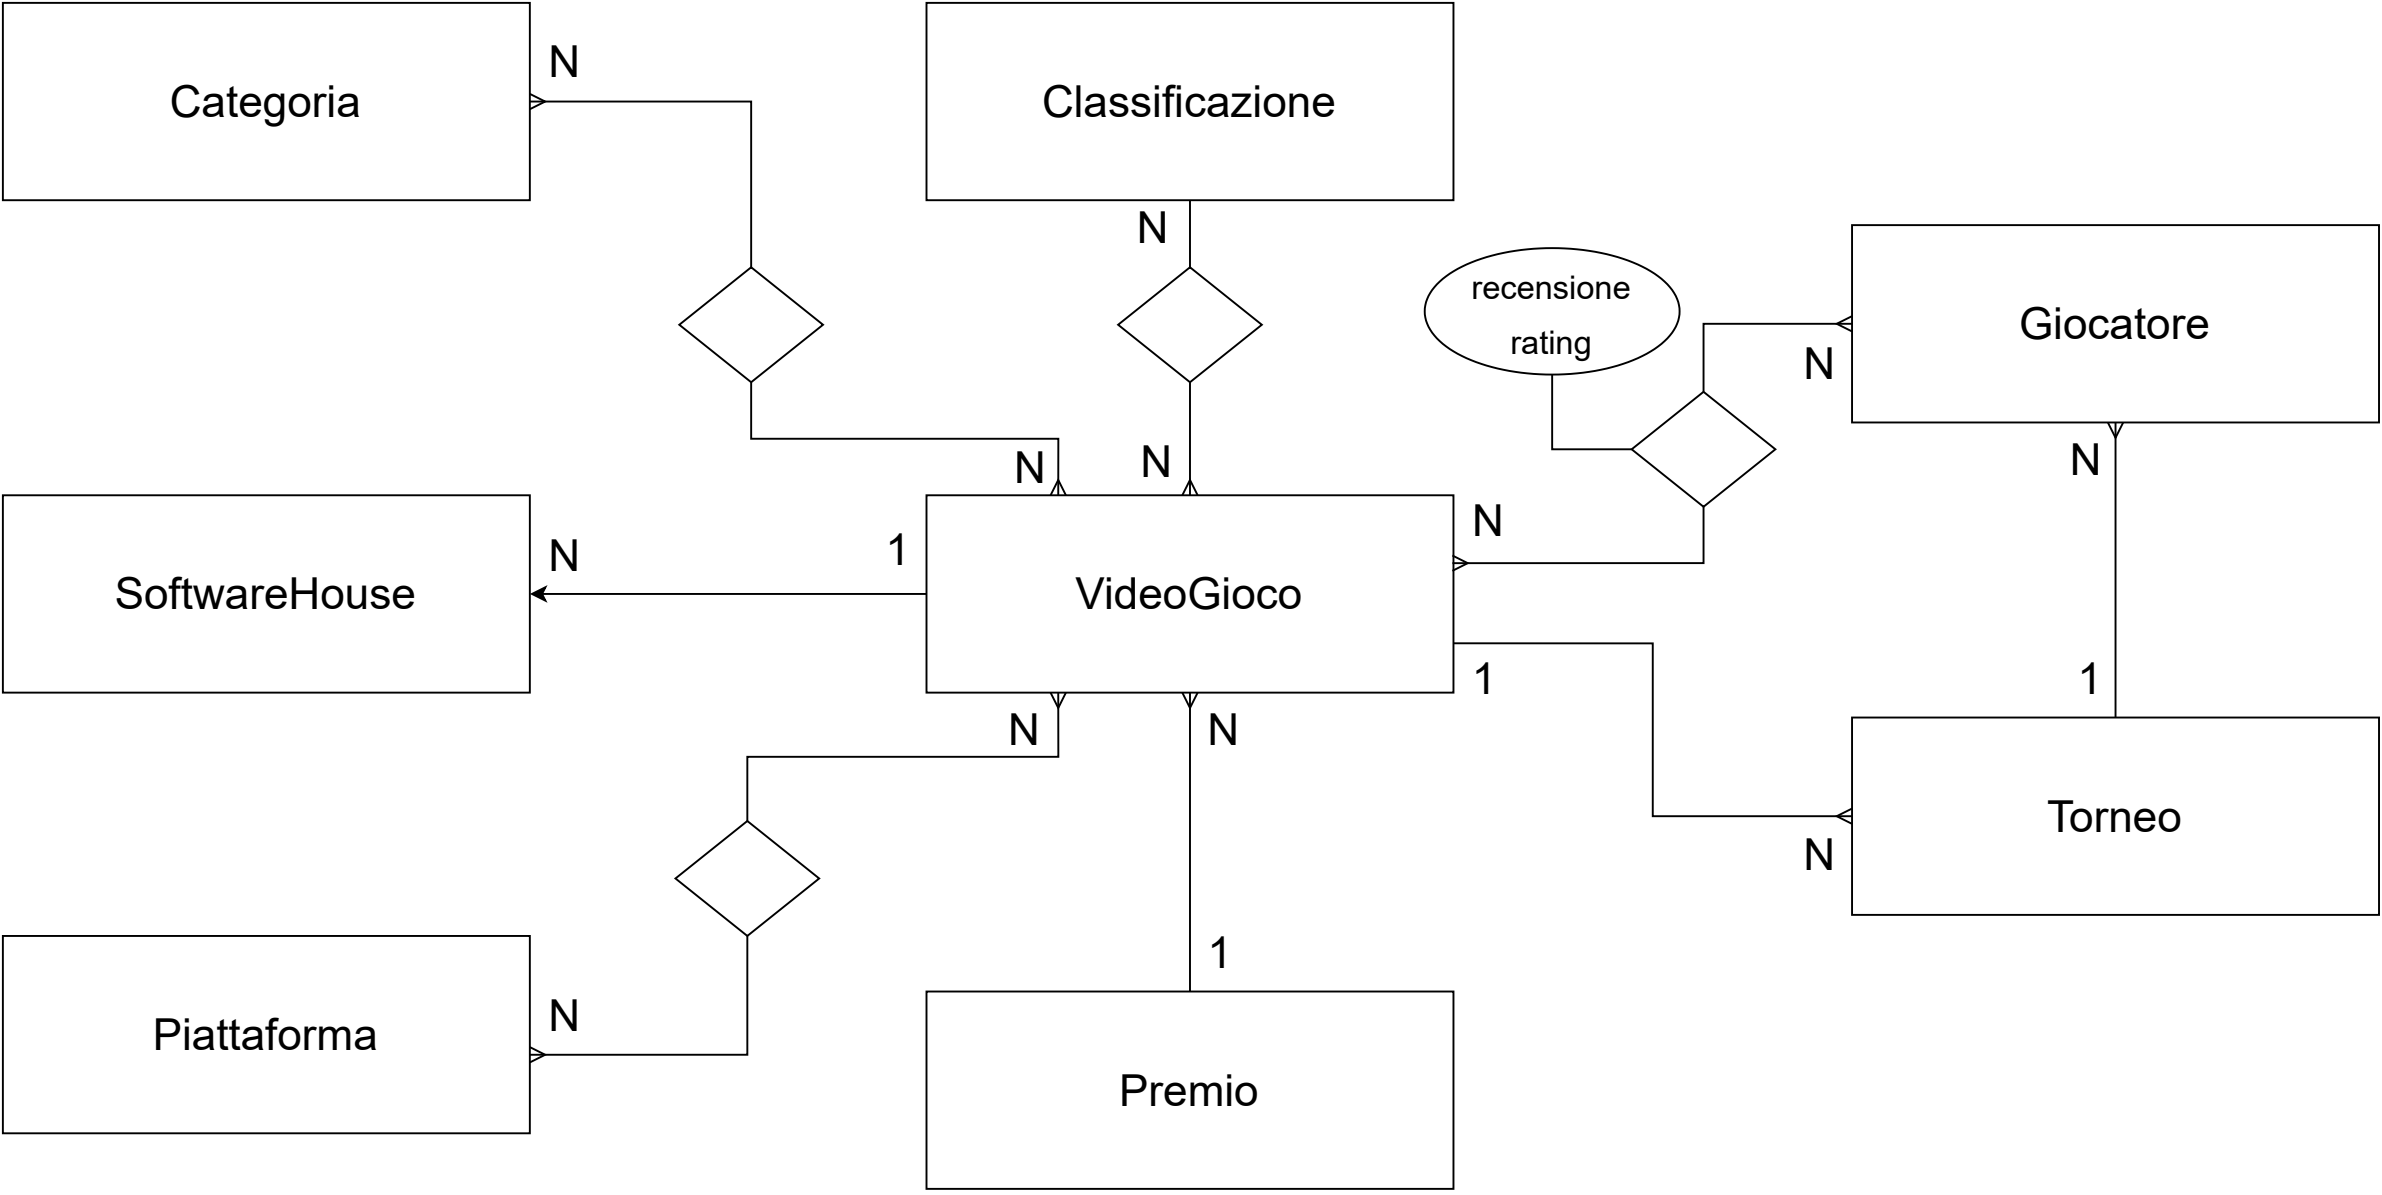 N
Categoria
Classificazione
N
recensione
rating
Giocatore
N
N
N
N
N
N
SoftwareHouse
N
1
VideoGioco
1
1
N
N
Torneo
N
1
N
Piattaforma
Premio